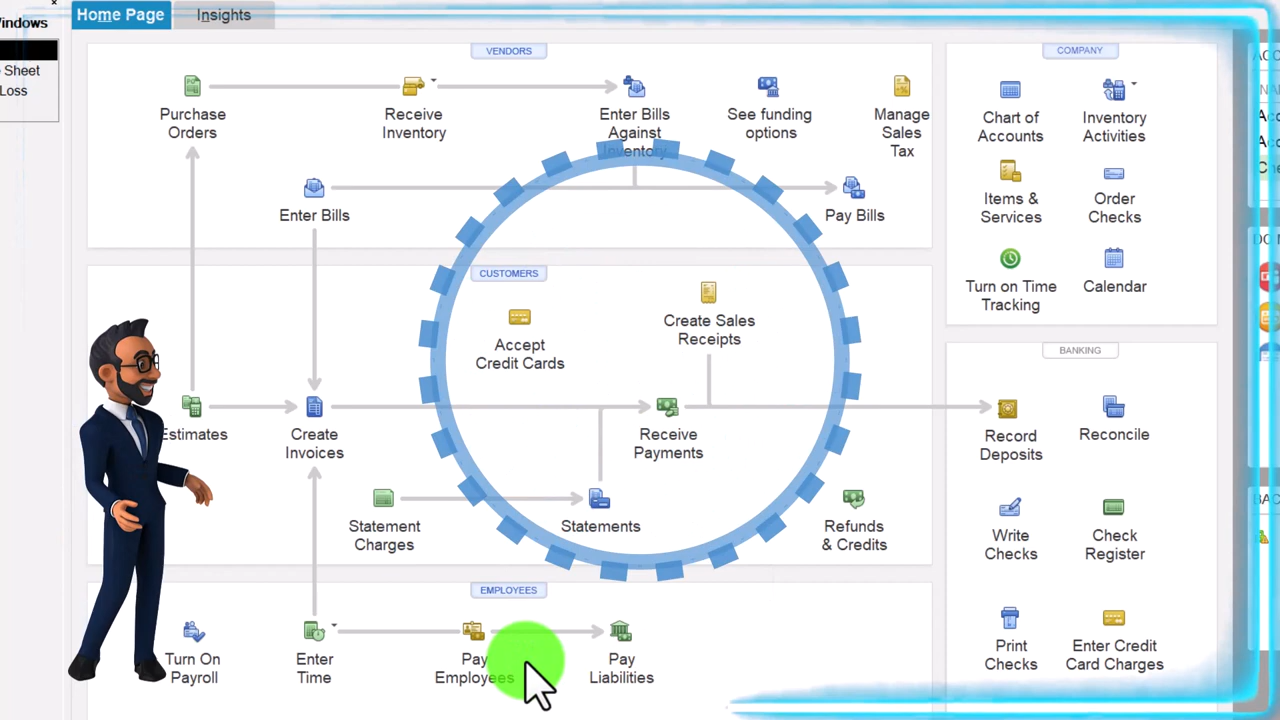 indows
Sheet
Loss
Home Page
Insights
VENDORS
Purchase
Orders
Receive
Inventory
Enter Bills
Against
Inventory
See funding
options
Manage
Sales
Tax
Enter Bills
Pay Bills
CUSTOMERS
Accept
Credit Cards
Create Sales
Receipts
Estimates
Create
Invoices
Receive
Payments
Statement
Charges
Statements
Refunds
& Credits
EMPLOYEES
Turn On
Payroll
Enter
Time
Pay
Employees
Pay
Liabilities
COMPANY
Chart of
Accounts
Inventory
Activities
Items &
Services
Order
Checks
Turn on Time
Tracking
Calendar
BANKING
Record
Deposits
Reconcile
Write
Checks
Check
Register
Print
Checks
Enter Credit
Card Charges